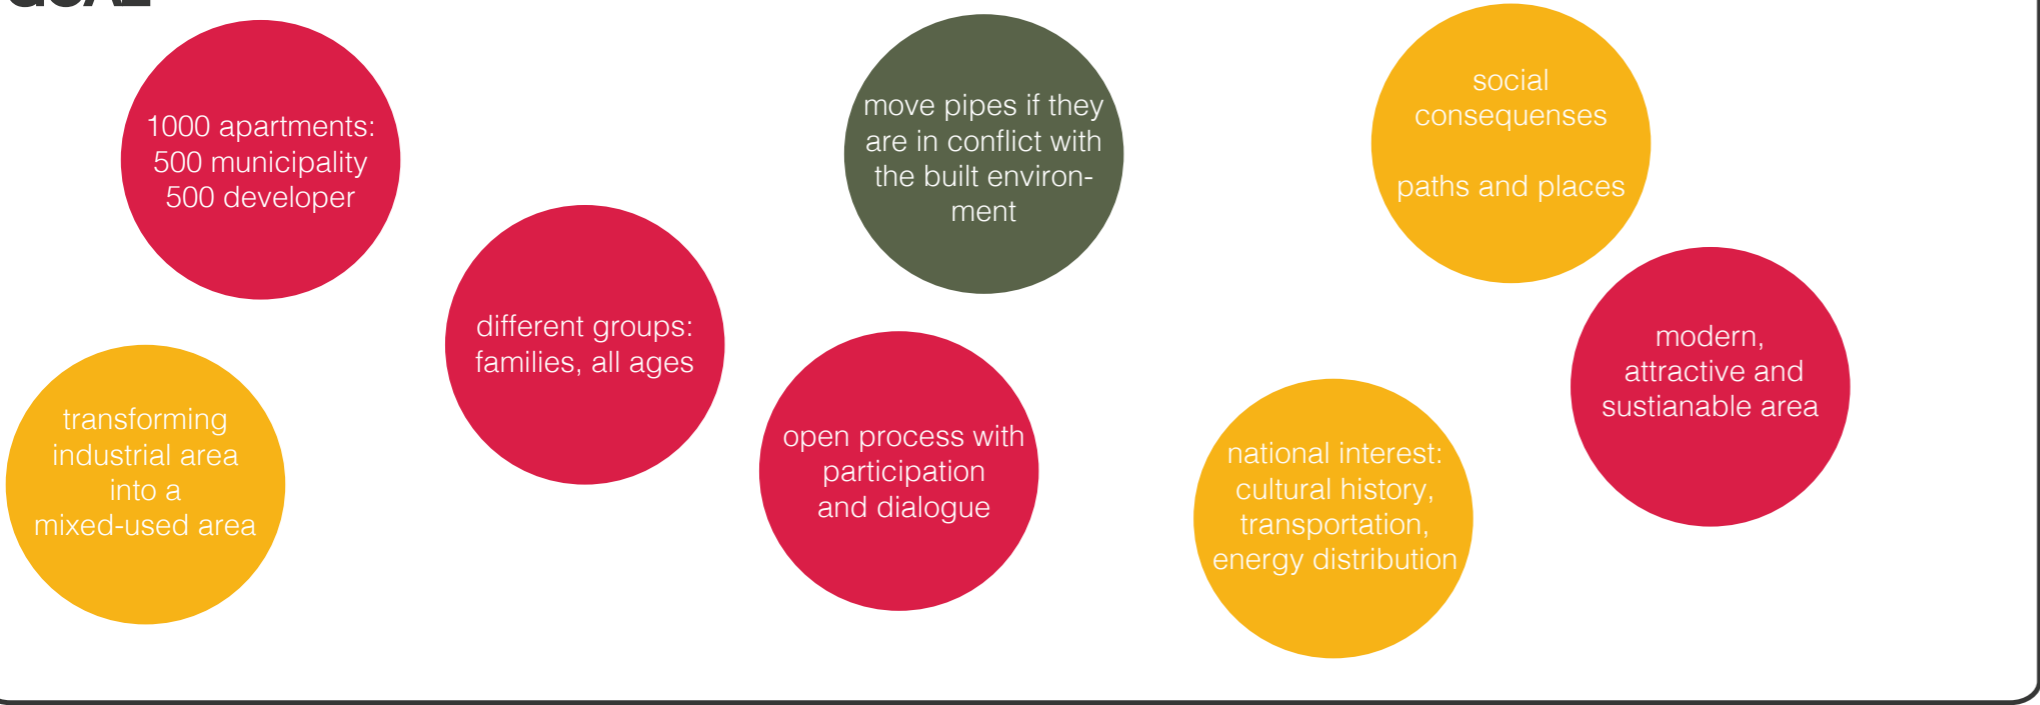 GOAL
1000 apartments:
500 municipality
500 developer
move pipes if they
are in conflict with
the built environ-
ment
social
consequenses
paths and places
different groups:
families, all ages
modern,
attractive and
sustianable area
transforming
industrial area
into a
mixed-used area
open process with
participation
and dialogue
national interest:
cultural history,
transportation,
energy distribution